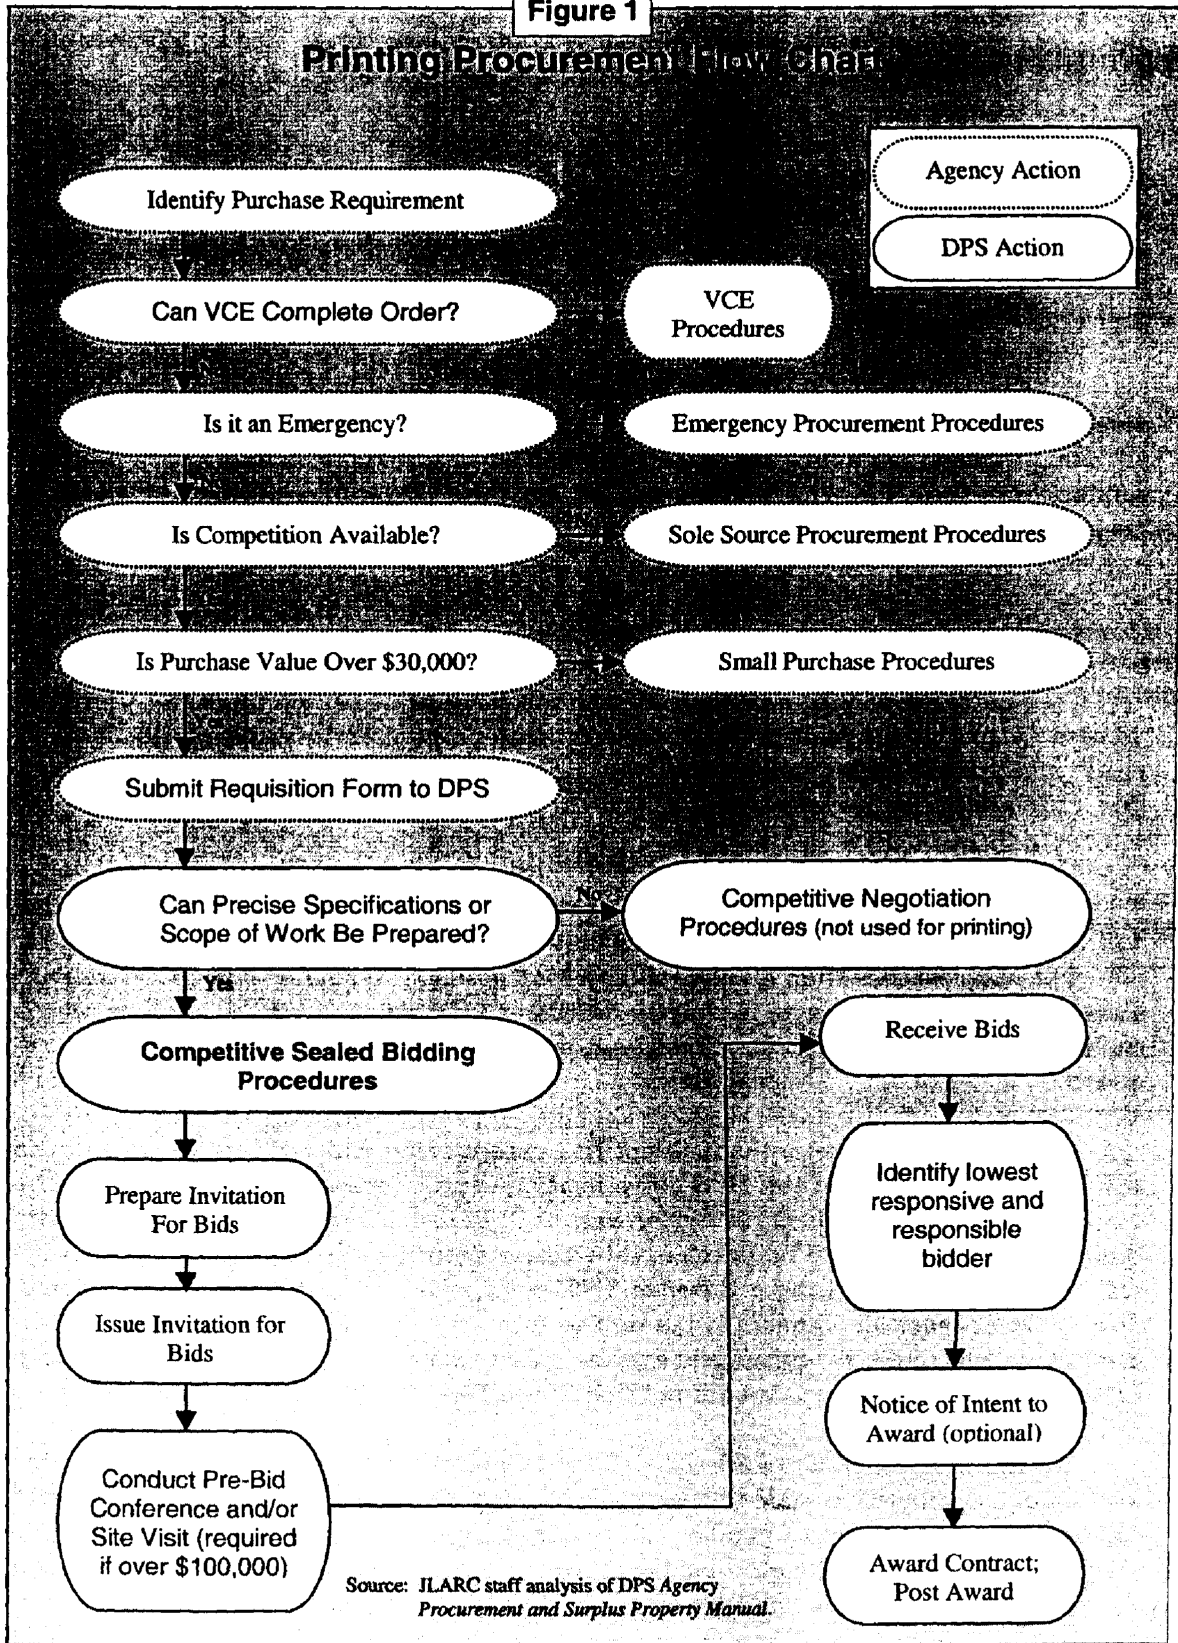 Figure 1
Printing Procurement Flow Chart
Agency Action
DPS Action
Identify Purchase Requirement
Can VCE Complete Order?
VCE
Procedures
Is it an Emergency?
Emergency Procurement Procedures
Is Competition Available?
Sole Source Procurement Procedures
Is Purchase Value Over $30,000?
Small Purchase Procedures
Yes
Submit Requisition Form to DPS
Can Precise Specifications or
Scope of Work Be Prepared?
No
Competitive Negotiation
Procedures (not used for printing)
Yes
Competitive Sealed Bidding
Procedures
Prepare Invitation
For Bids
Issue Invitation for
Bids
Conduct Pre-Bid
Conference and/or
Site Visit (required
if over $100,000)
Receive Bids
Identify lowest
responsive and
responsible
bidder
Notice of Intent to
Award (optional)
Award Contract;
Post Award
Source: JLARC staff analysis of DPS Agency
Procurement and Surplus Property Manual.